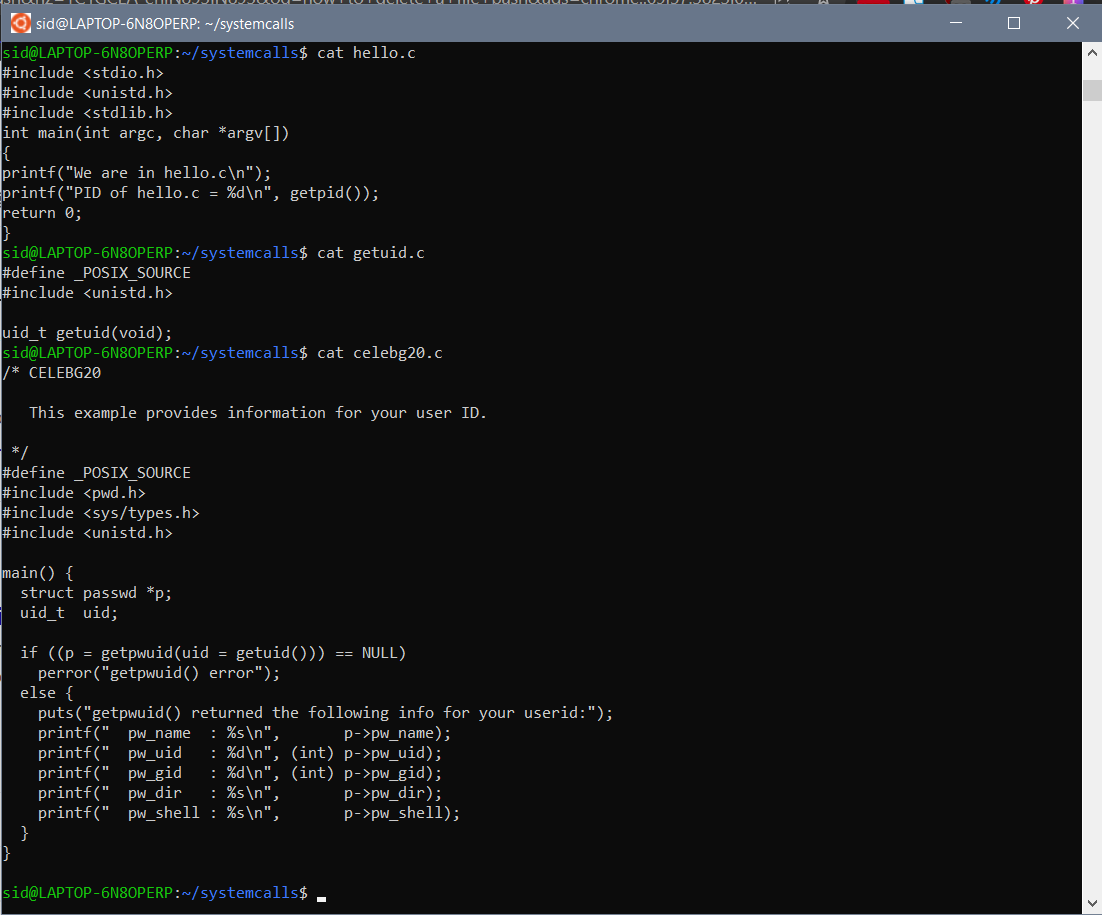 sid@LAPTOP-6N8OPERP: ~/systemcalls
sid@LAPTOP-6N8OPERP:~/systemcalls$ cat hello.c
#include <stdio.h>
#include <unistd.h>
#include <stdlib.h>
int main(int argc, char *argv[])
{
printf("We are in hello.c\n");
printf("PID of hello.c = %d\n", getpid());
return 0;
}
sid@LAPTOP-6N8OPERP:~/systemcalls$ cat getuid.c
#define _POSIX_SOURCE
#include <unistd.h>

uid_t getuid(void);
sid@LAPTOP-6N8OPERP:~/systemcalls$ cat celebg20.c
/* CELEBG20

   This example provides information for your user ID.

 */
#define _POSIX_SOURCE
#include <pwd.h>
#include <sys/types.h>
#include <unistd.h>

main() {
  struct passwd *p;
  uid_t  uid;

  if ((p = getpwuid(uid = getuid())) == NULL)
    perror("getpwuid() error");
  else {
    puts("getpwuid() returned the following info for your userid:");
    printf("  pw_name  : %s\n",       p->pw_name);
    printf("  pw_uid   : %d\n", (int) p->pw_uid);
    printf("  pw_gid   : %d\n", (int) p->pw_gid);
    printf("  pw_dir   : %s\n",       p->pw_dir);
    printf("  pw_shell : %s\n",       p->pw_shell);
  }
}

sid@LAPTOP-6N8OPERP:~/systemcalls$